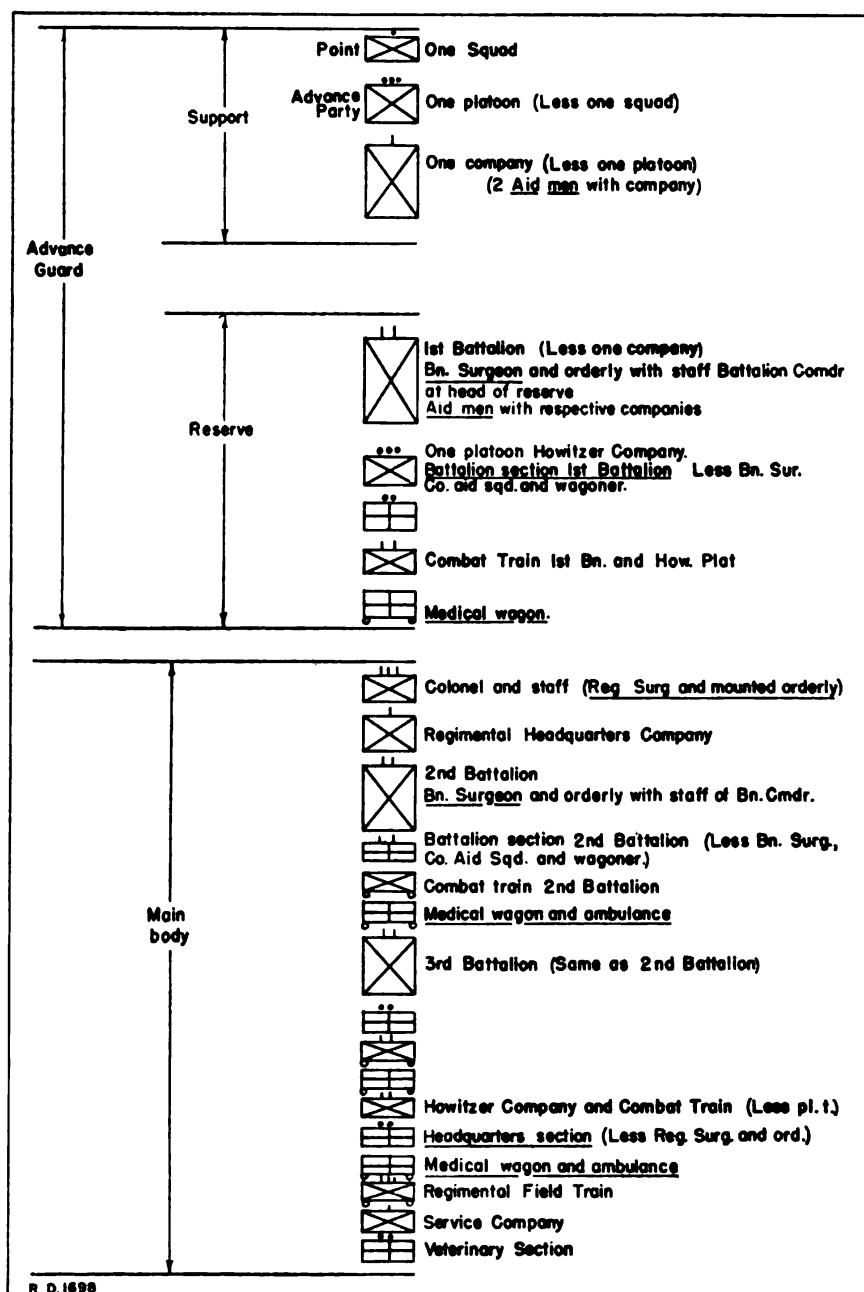 Point One Squad
Advance Party One platoon (Less one squad)
Support
One company (Less one platoon)
(2 Aid men with company)
Advance Guard
1st Battalion (Less one company)
Bn. Surgeon and orderly with staff Battalion Comdr
at head of reserve
Aid men with respective companies
Reserve
One platoon Howitzer Company.
Battalion section 1st Battalion Less Bn. Sur.
Co. aid sqd. and wagoner.
Combat Train 1st Bn. and How. Plat
Medical wagon.
Colonel and staff (Reg Surg and mounted orderly)
Regimental Headquarters Company
2nd Battalion
Bn. Surgeon and orderly with staff of Bn. Cmdr.
Battalion section 2nd Battalion (Less Bn. Surg.,
Co. Aid Sqd. and wagoner.)
Combat train 2nd Battalion
Main body
Medical wagon and ambulance
3rd Battalion (Same as 2nd Battalion)
Howitzer Company and Combat Train (Less pl. t.)
Headquarters section (Less Reg. Surg. and ord.)
Medical wagon and ambulance
Regimental Field Train
Service Company
Veterinary Section
R. D. 1698